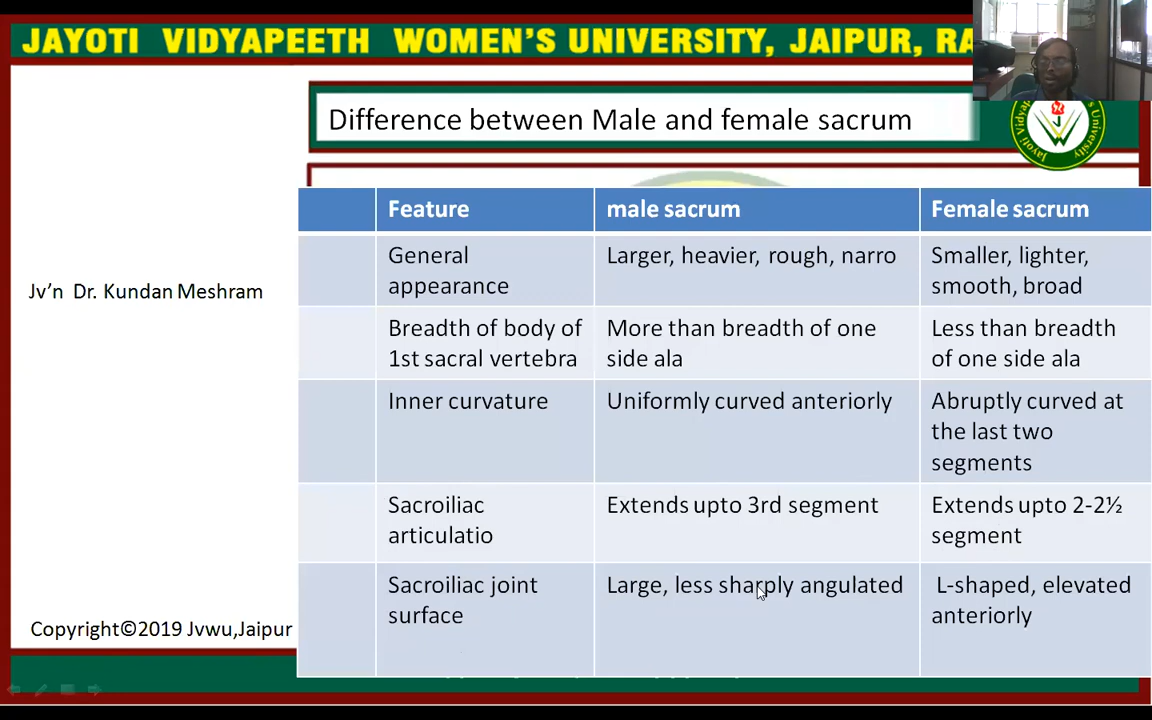 JAYOTI VIDYAPEETH WOMEN'S UNIVERSITY, JAIPUR, RA
Difference between Male and female sacrum
Jv'n Dr. Kundan Meshram
Feature male sacrum Female sacrum
General Larger, heavier, rough, narro Smaller, lighter,
appearance smooth, broad
Breadth of body of More than breadth of one Less than breadth
1st sacral vertebra side ala of one side ala
Inner curvature Uniformly curved anteriorly Abruptly curved at
the last two
segments
Sacroiliac Extends upto 3rd segment Extends upto 2-2½
articulatio segment
Sacroiliac joint Large, less sharply angulated L-shaped, elevated
surface anteriorly
Copyright©2019 Jvwu,Jaipur